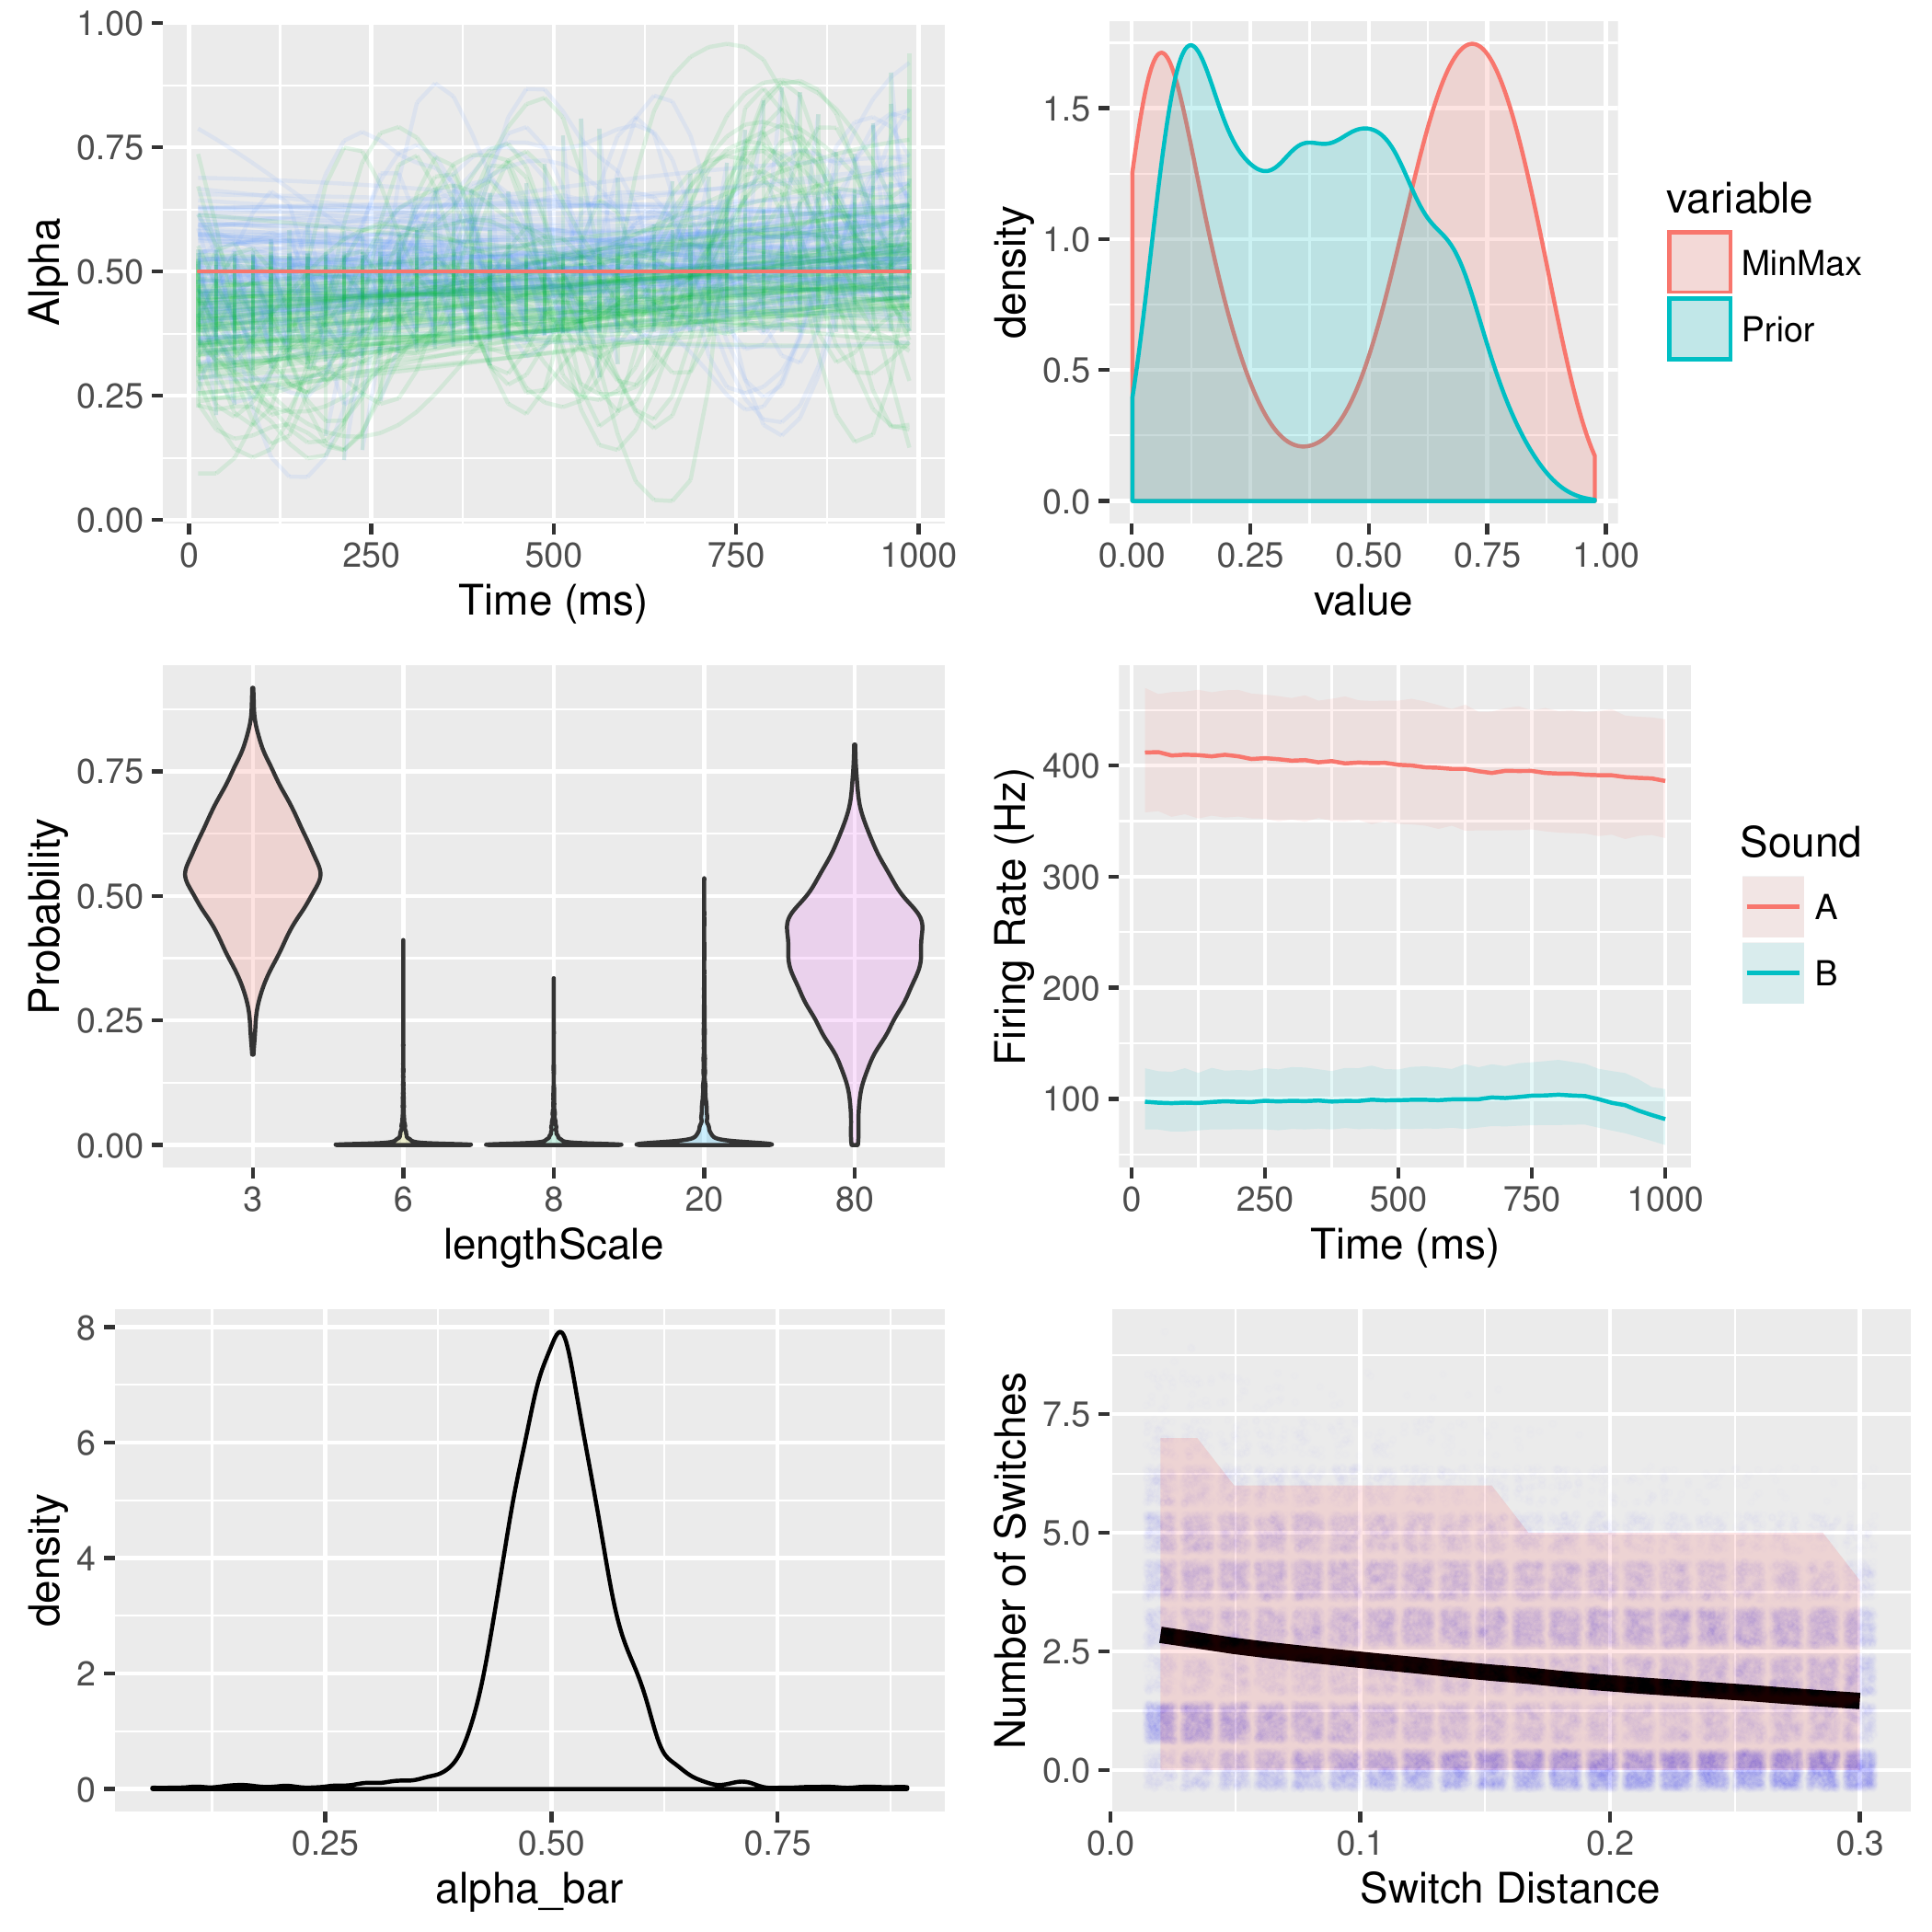 Alpha
1.00
0.75
0.50
0.25
0.00
0 250 500 750 1000
Time (ms)
density
1.5
1.0
0.5
0.0
0.00 0.25 0.50 0.75 1.00
value
variable
MinMax
Prior
Probability
0.75
0.50
0.25
0.00
3 6 8 20 80
lengthScale
Firing Rate (Hz)
400
300
200
100
0 250 500 750 1000
Time (ms)
Sound
A
B
density
8
6
4
2
0
0.25 0.50 0.75
alpha_bar
Number of Switches
7.5
5.0
2.5
0.0
0.0 0.1 0.2 0.3
Switch Distance